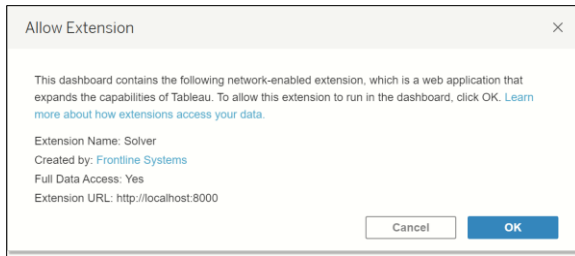 Allow Extension
This dashboard contains the following network-enabled extension, which is a web application that
expands the capabilities of Tableau. To allow this extension to run in the dashboard, click OK. Learn
more about how extensions access your data.
Extension Name: Solver
Created by: Frontline Systems
Full Data Access: Yes
Extension URL: http://localhost:8000
Cancel OK